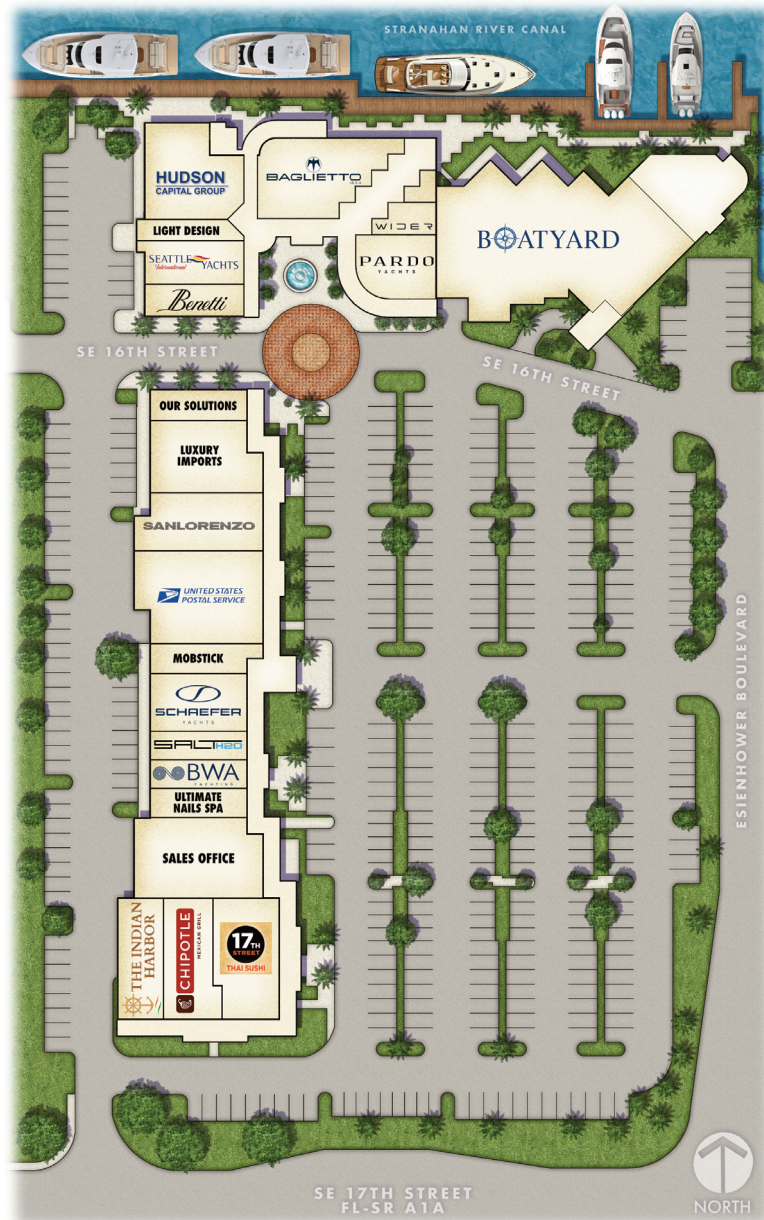 STRANAHAN RIVER CANAL
HUDSON
CAPITAL GROUP
BAGLIETTO
LIGHT DESIGN
WIDER
BOATYARD
SEATTLE YACHTS
International
PARDO
YACHTS
Benetti
SE 16TH STREET
SE 16TH STREET
OUR SOLUTIONS
LUXURY
IMPORTS
SANLORENZO
UNITED STATES
POSTAL SERVICE
ESIENHOWER BOULEVARD
MOBSTICK
SCHAEFER
YACHTS
SALT H2O
BWA
YACHTING
ULTIMATE
NAILS SPA
SALES OFFICE
THE INDIAN
HARBOR
CHIPOTLE
MEXICAN GRILL
17TH
STREET
THAI SUSHI
SE 17TH STREET
FL-SR A1A
NORTH